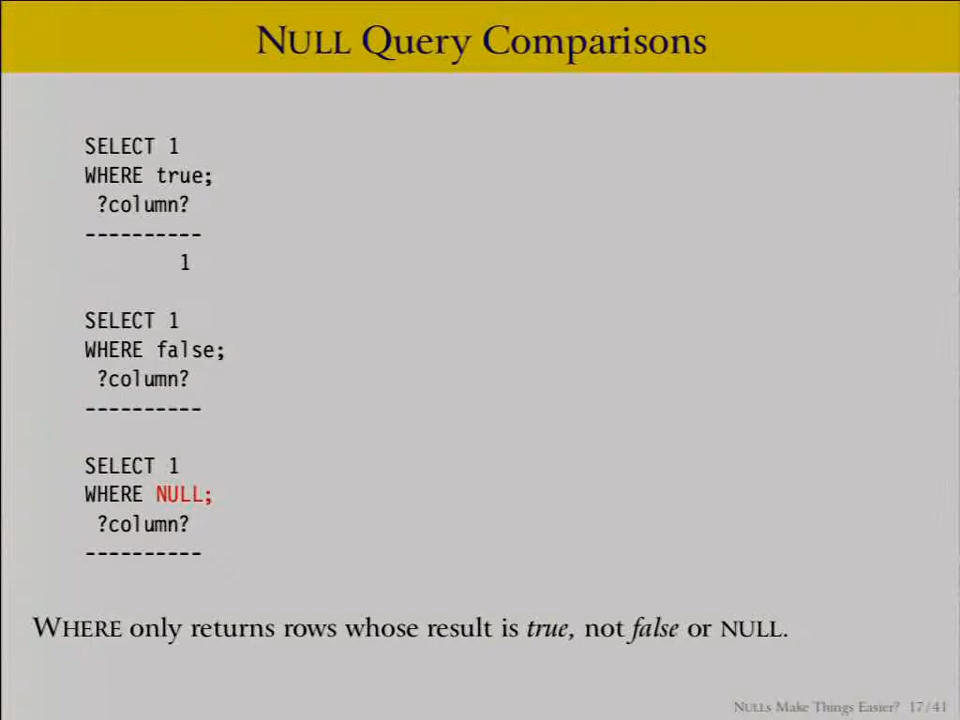 NULL Query Comparisons
SELECT 1
WHERE true;
?column?
----------
1
SELECT 1
WHERE false;
?column?
----------
SELECT 1
WHERE NULL;
?column?
----------
WHERE only returns rows whose result is true, not false or NULL.
NULLs Make Things Easier? 17/41